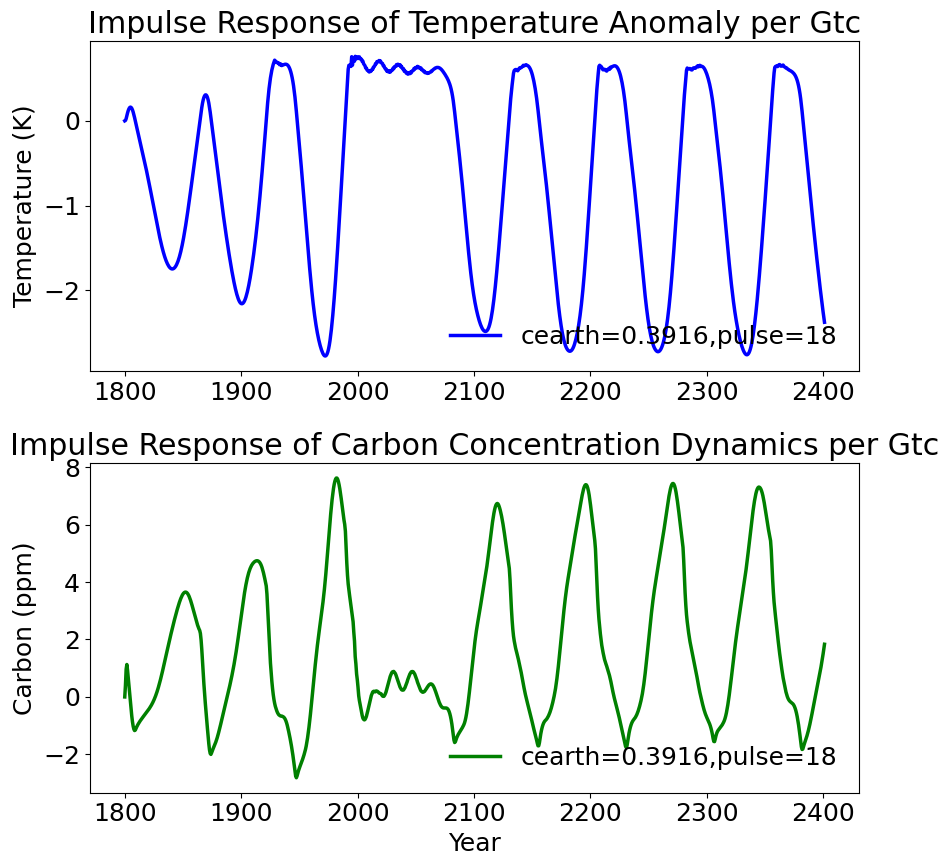 Impulse Response of Temperature Anomaly per Gtc
Temperature (K)
0
−1
−2
cearth=0.3916,pulse=18
1800 1900 2000 2100 2200 2300 2400
Impulse Response of Carbon Concentration Dynamics per Gtc
Carbon (ppm)
8
6
4
2
0
−2
cearth=0.3916,pulse=18
1800 1900 2000 2100 2200 2300 2400
Year